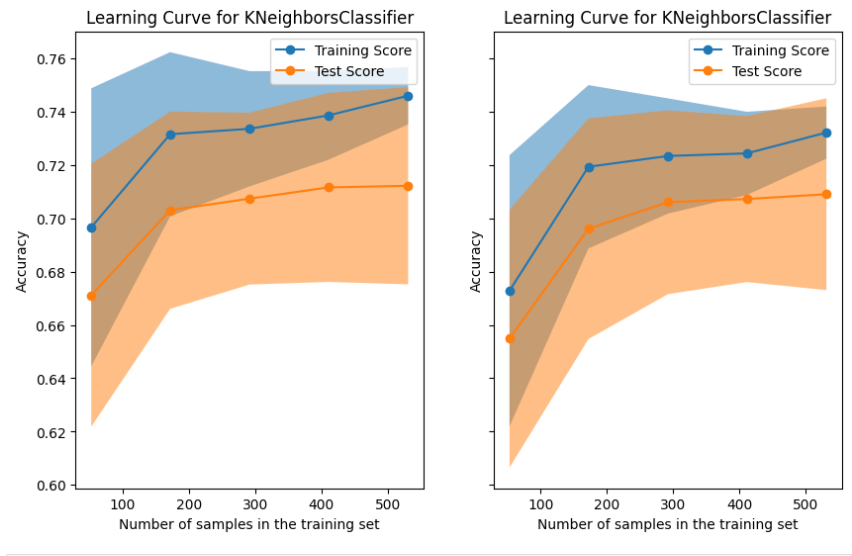 Learning Curve for KNeighborsClassifier
Training Score
Test Score
0.76
0.74
0.72
0.70
0.68
0.66
0.64
0.62
0.60
Accuracy
100 200 300 400 500
Number of samples in the training set
Learning Curve for KNeighborsClassifier
Training Score
Test Score
Accuracy
100 200 300 400 500
Number of samples in the training set